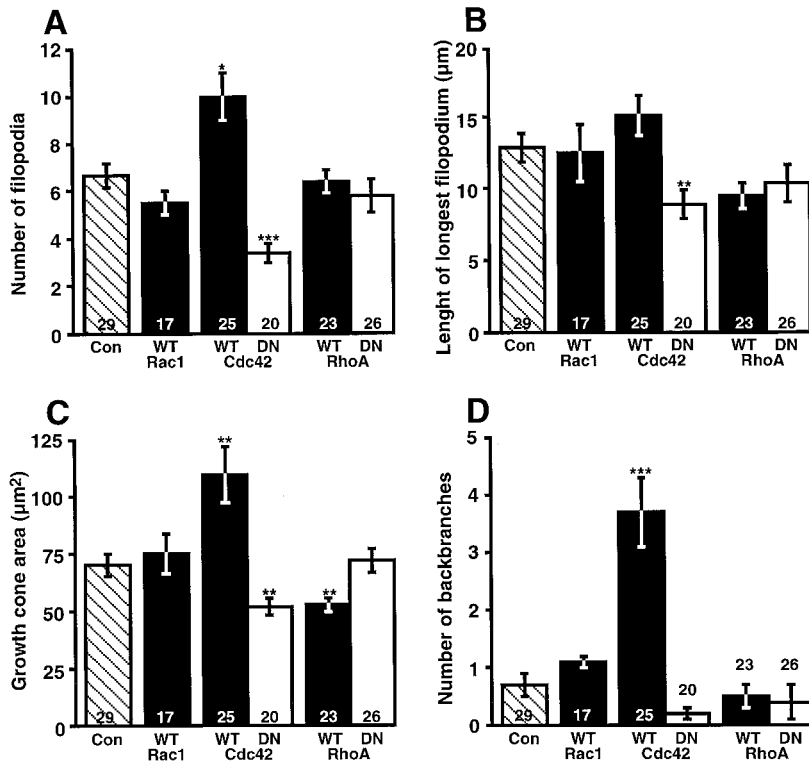 A
Number of filopodia
12
10
8
6
4
2
0
*
***
29
17
25
20
23
26
Con
WT
WT
DN
WT
DN
Rac1
Cdc42
RhoA
B
Lenght of longest filopodium (μm)
20
15
10
5
0
**
29
17
25
20
23
26
Con
WT
WT
DN
WT
DN
Rac1
Cdc42
RhoA
C
Growth cone area (μm²)
125
100
75
50
25
0
**
**
**
29
17
25
20
23
26
Con
WT
WT
DN
WT
DN
Rac1
Cdc42
RhoA
D
Number of backbranches
5
4
3
2
1
0
***
29
17
25
20
23
26
Con
WT
WT
DN
WT
DN
Rac1
Cdc42
RhoA